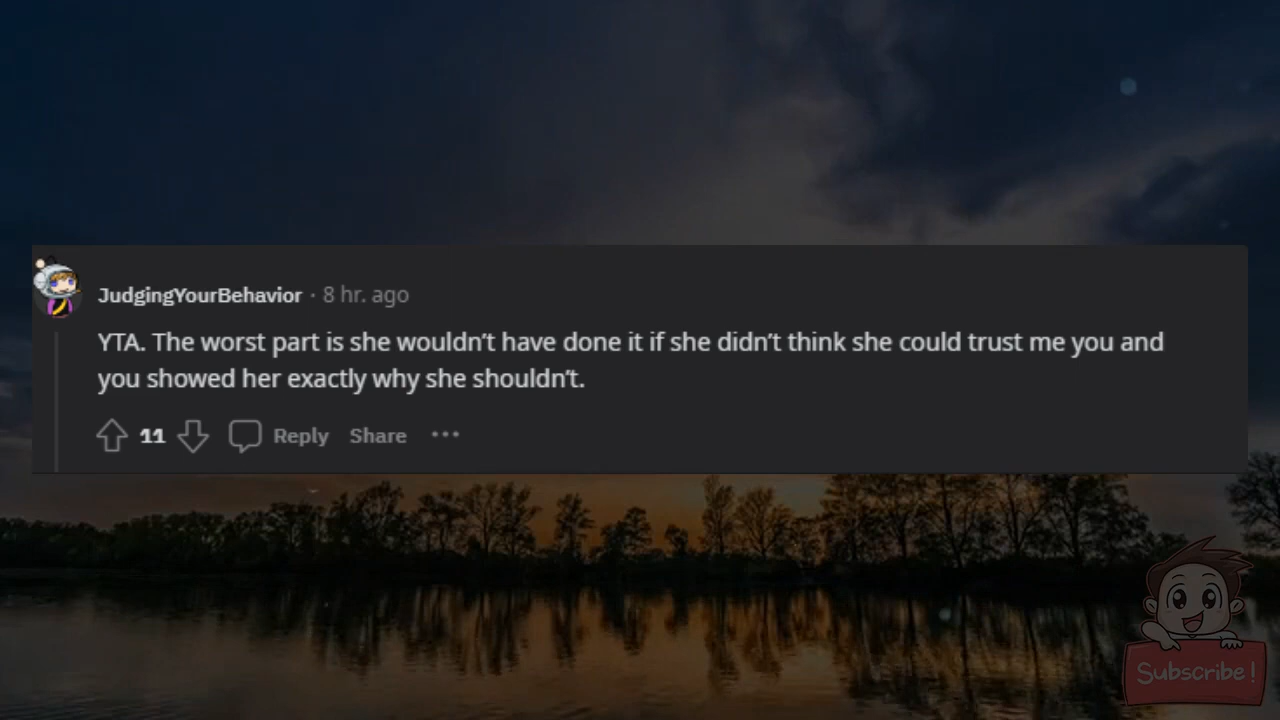 JudgingYourBehavior · 8 hr. ago
YTA. The worst part is she wouldn’t have done it if she didn’t think she could trust me you and
you showed her exactly why she shouldn’t.
11 Reply Share ···
Subscribe!